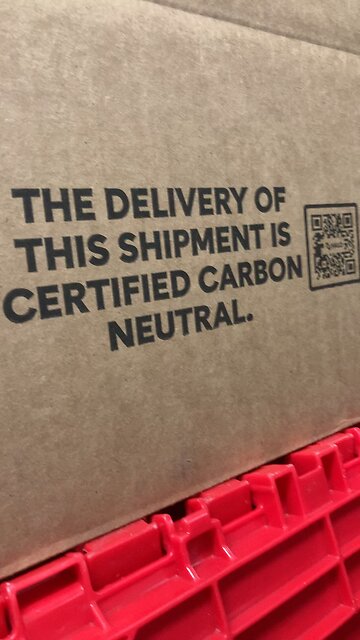 THE DELIVERY OF
THIS SHIPMENT IS
CERTIFIED CARBON
NEUTRAL.